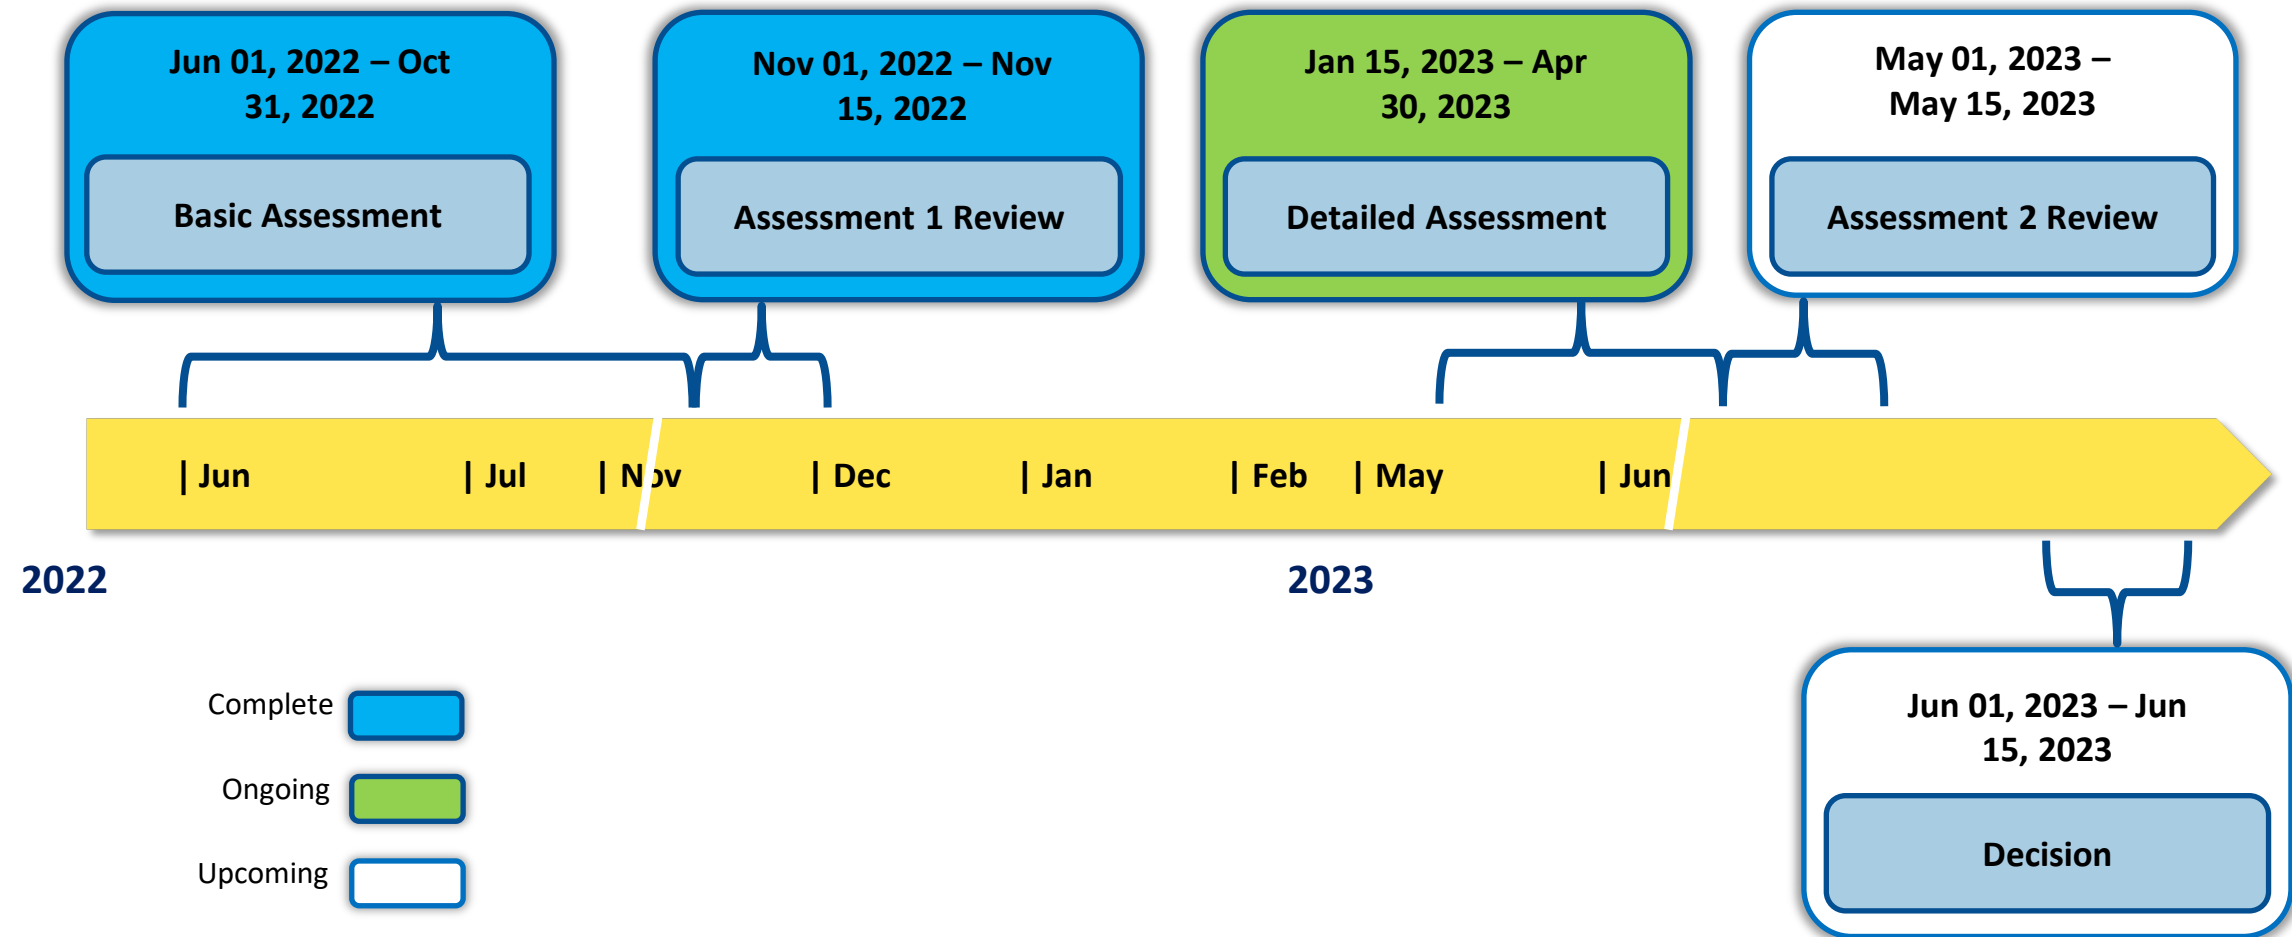 Jun 01, 2022 – Oct
31, 2022
Basic Assessment
Nov 01, 2022 – Nov
15, 2022
Assessment 1 Review
Jan 15, 2023 – Apr
30, 2023
Detailed Assessment
May 01, 2023 –
May 15, 2023
Assessment 2 Review
| Jun | Jul | Nov | Dec | Jan | Feb | May | Jun
2022
2023
Complete
Ongoing
Upcoming
Jun 01, 2023 – Jun
15, 2023
Decision